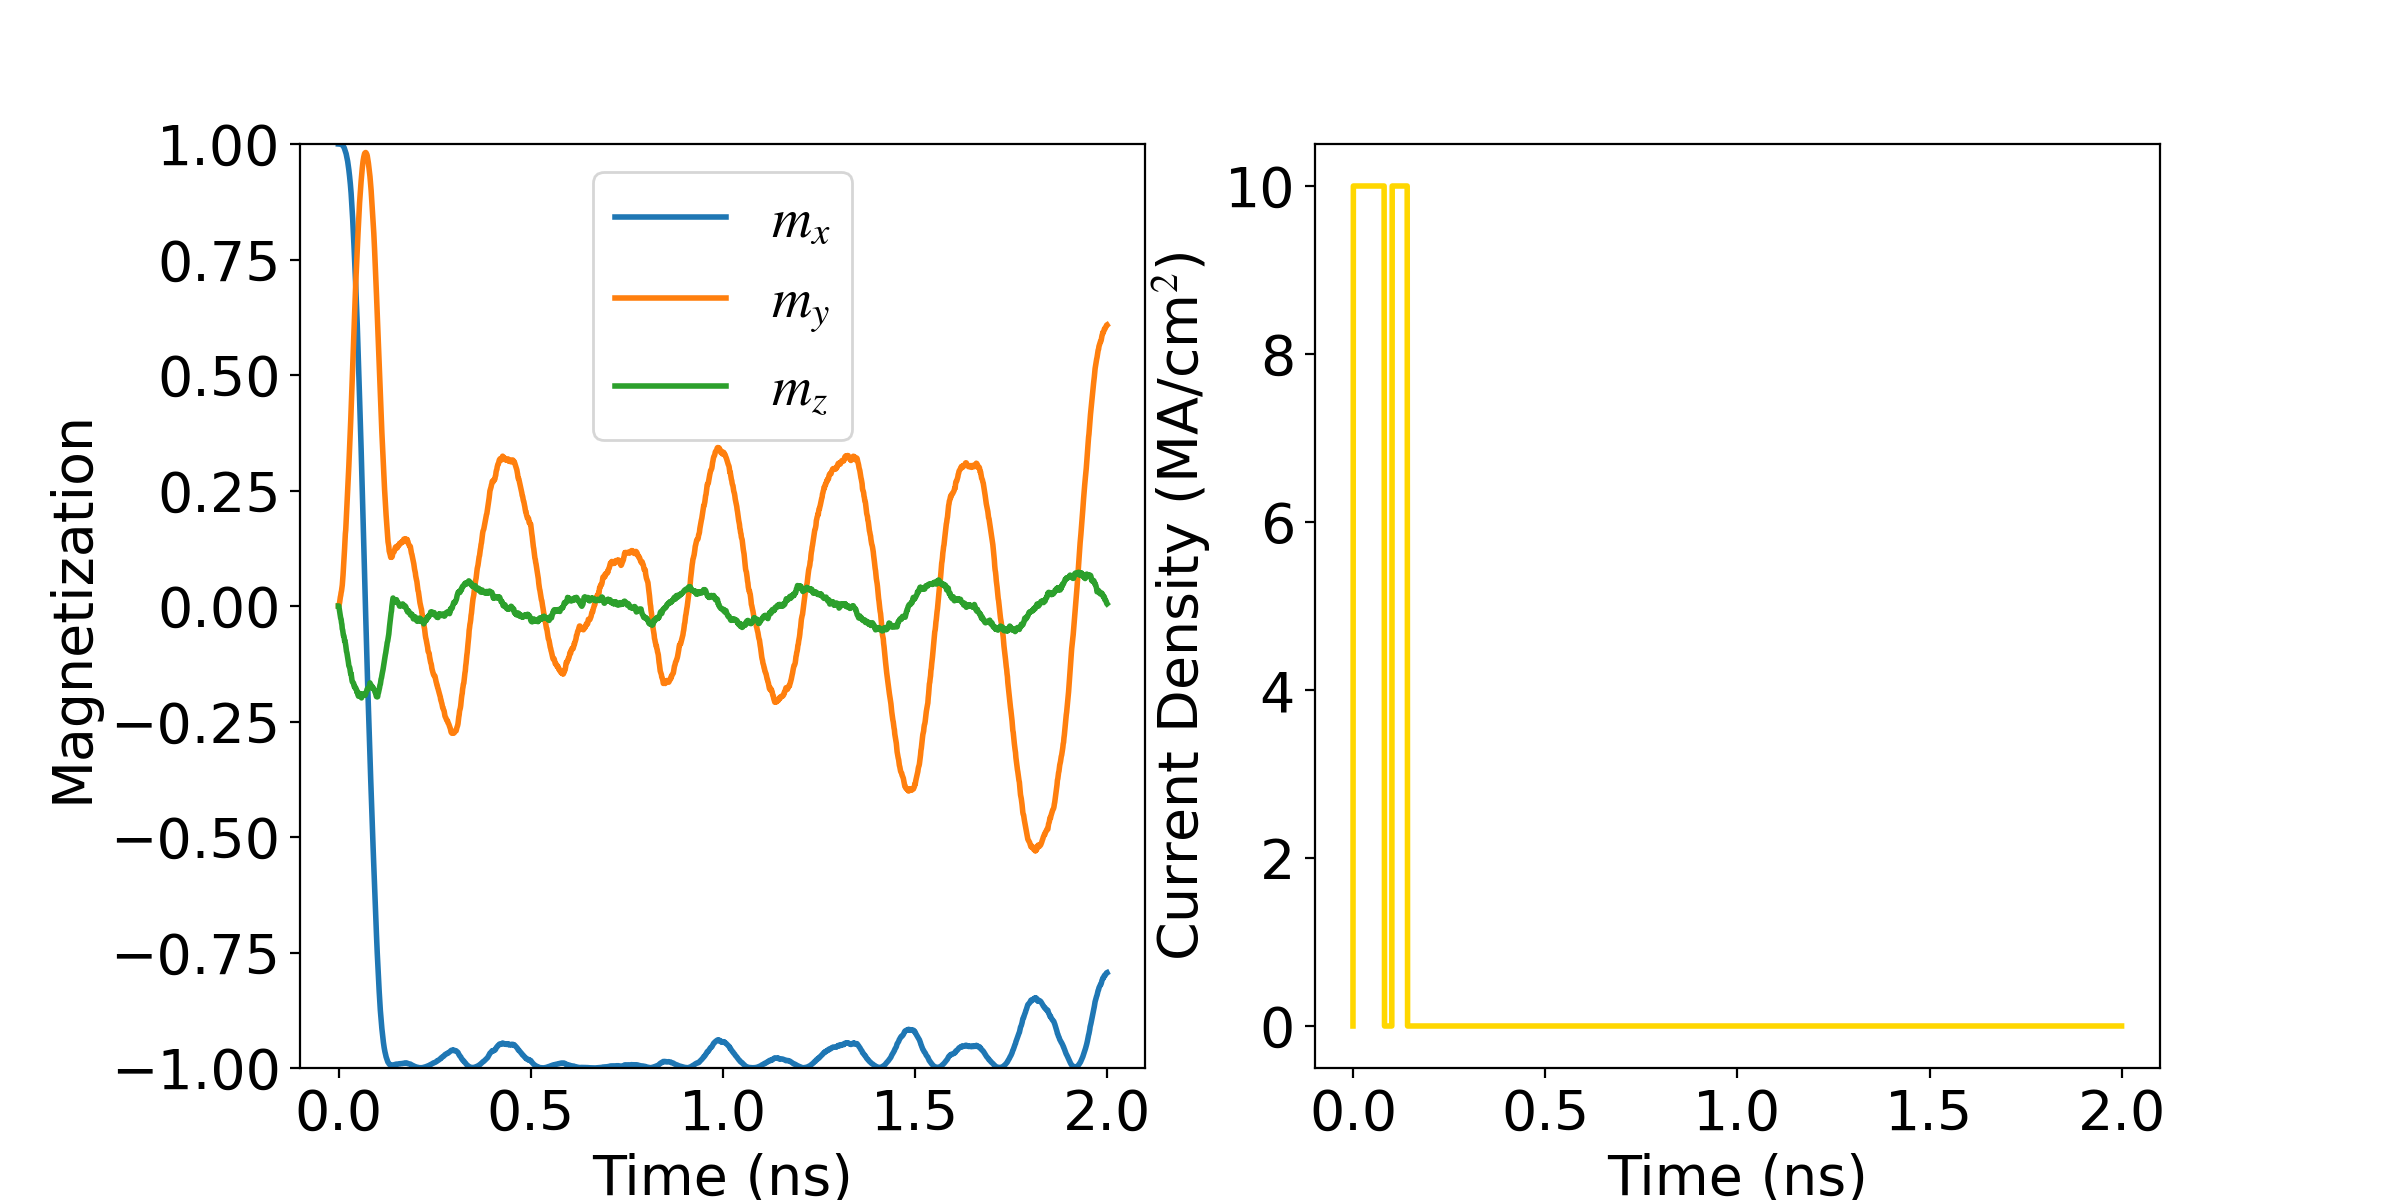 Magnetization
1.00
0.75
0.50
0.25
0.00
−0.25
−0.50
−0.75
−1.00
0.0 0.5 1.0 1.5 2.0
Time (ns)
m_x
m_y
m_z
Current Density (MA/cm²)
10
8
6
4
2
0
0.0 0.5 1.0 1.5 2.0
Time (ns)